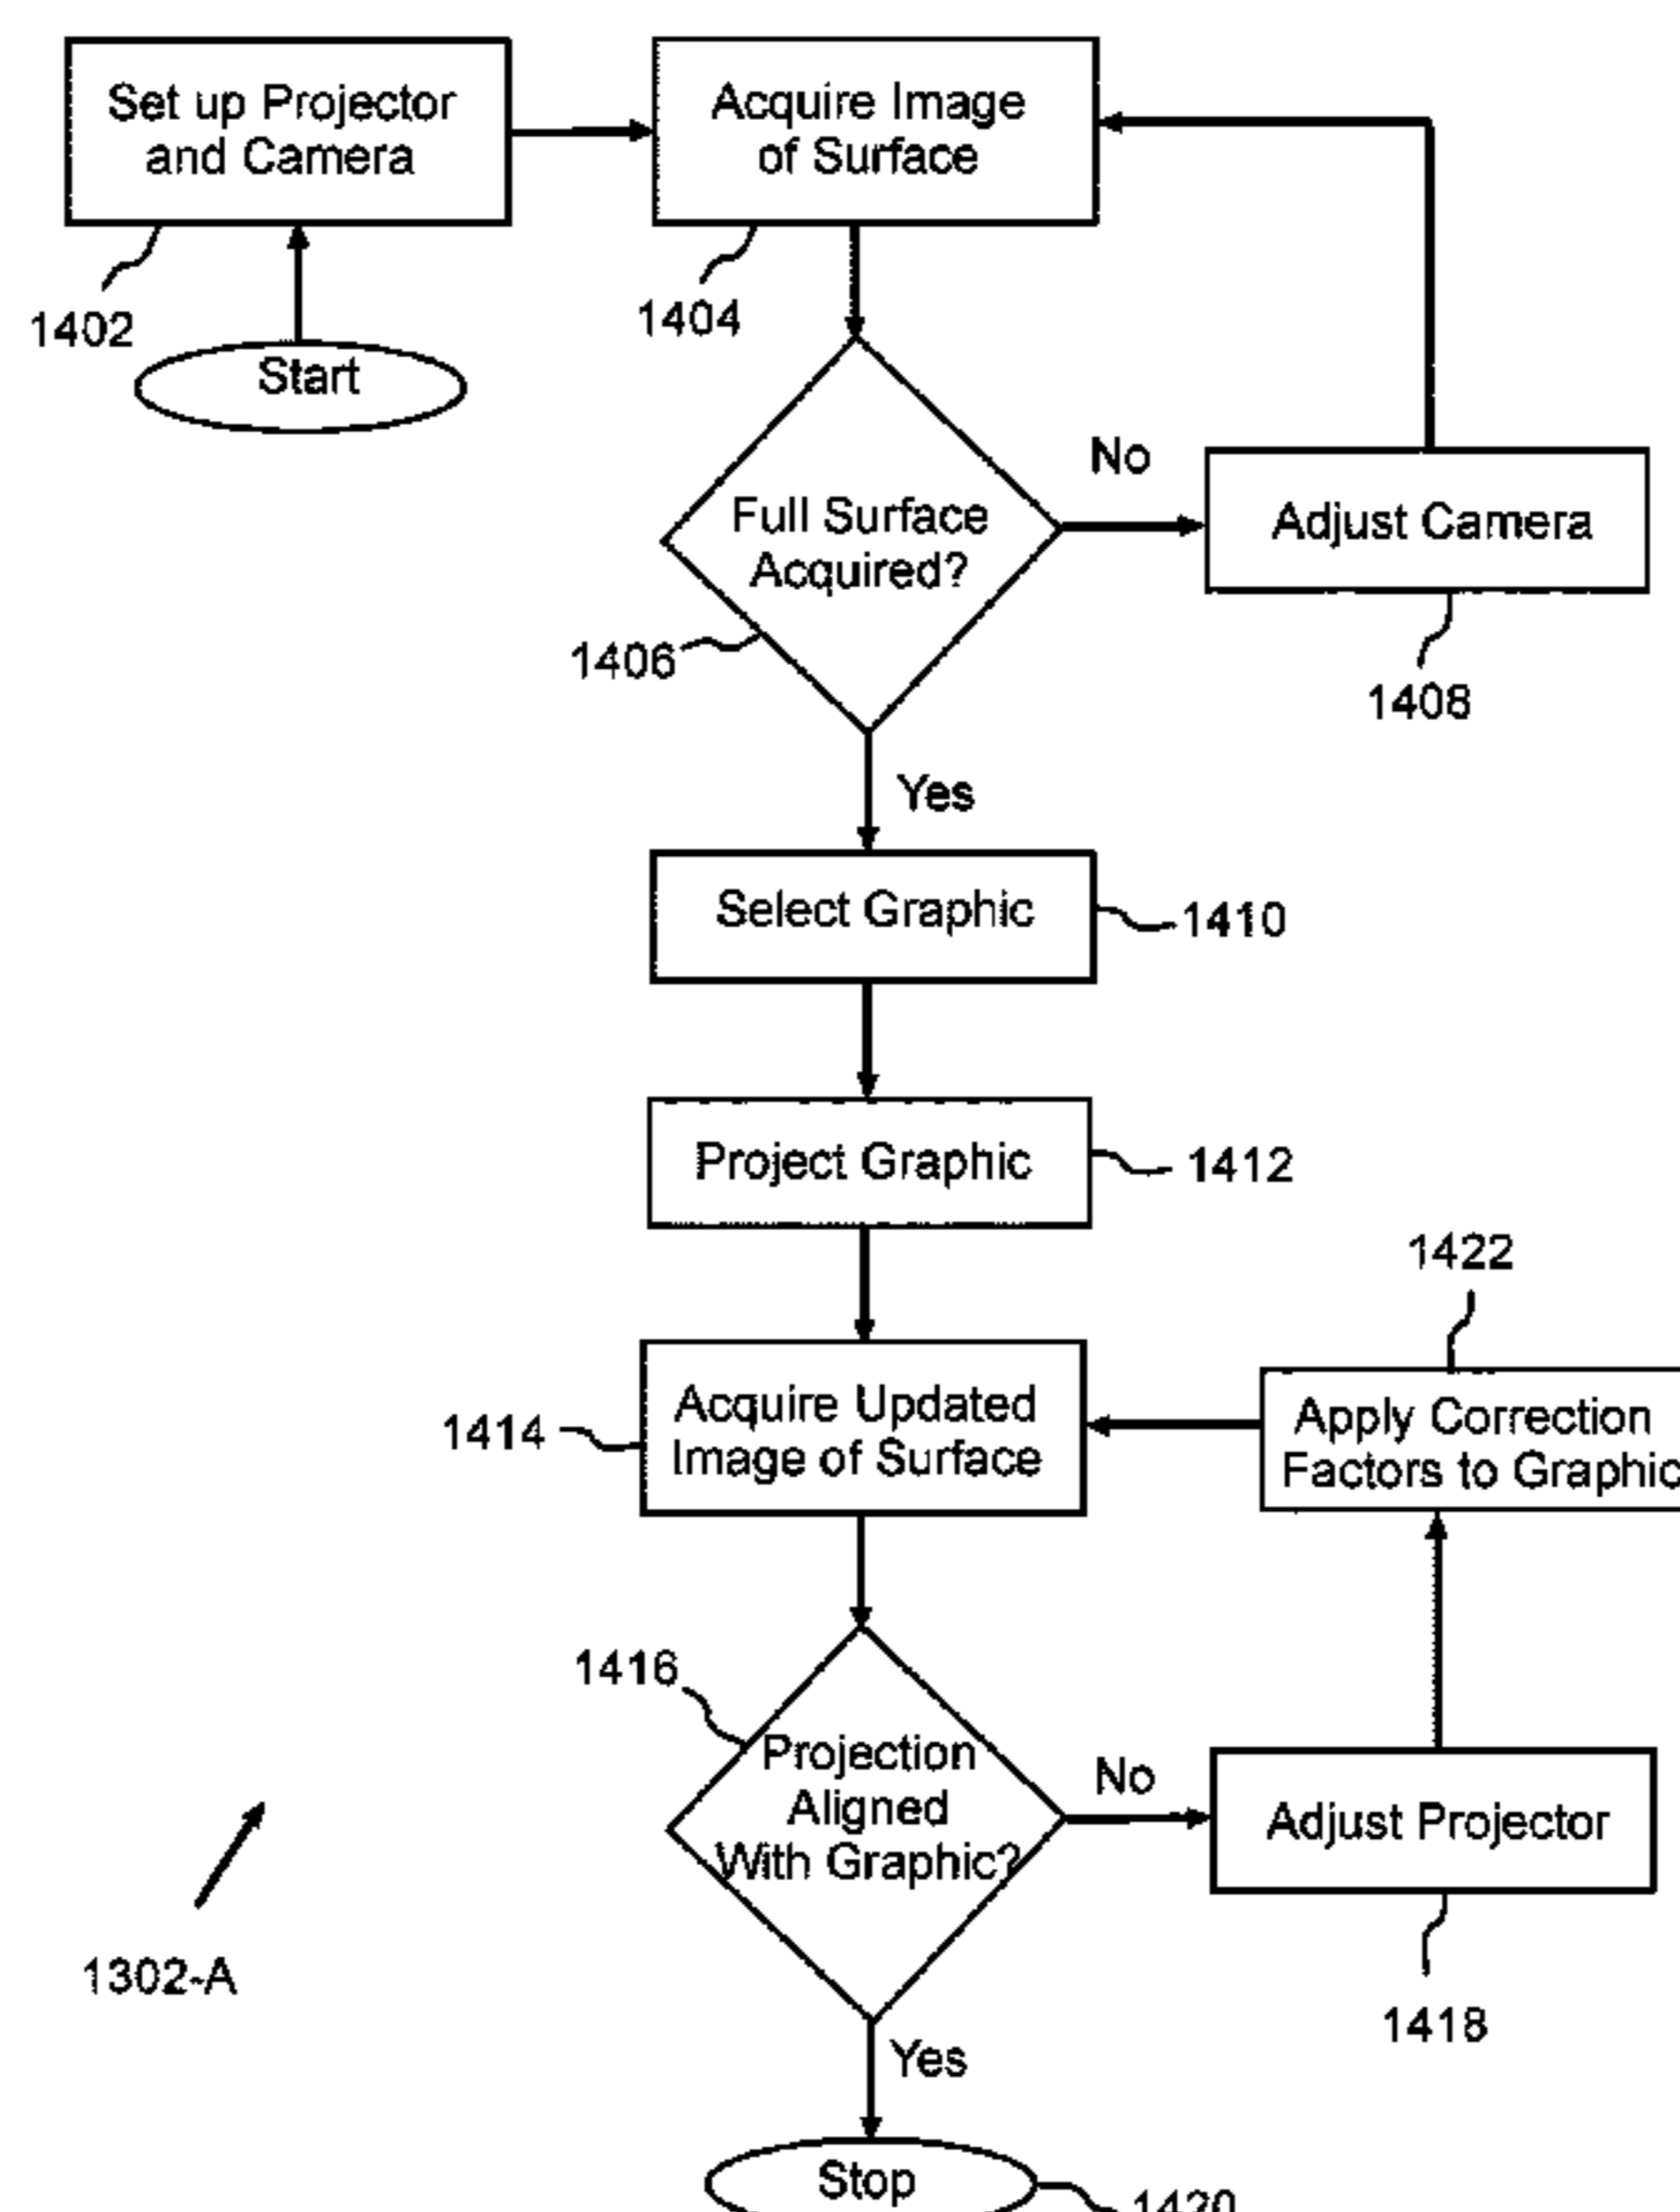 Set up Projector
and Camera
Acquire Image
of Surface
1402
1404
Start
No
Full Surface
Acquired?
Adjust Camera
1406
1408
Yes
Select Graphic
1410
Project Graphic
1412
1422
Acquire Updated
Image of Surface
1414
Apply Correction
Factors to Graphic
1416
Projection
Aligned
With Graphic?
No
Adjust Projector
1302-A
1418
Yes
Stop
1420